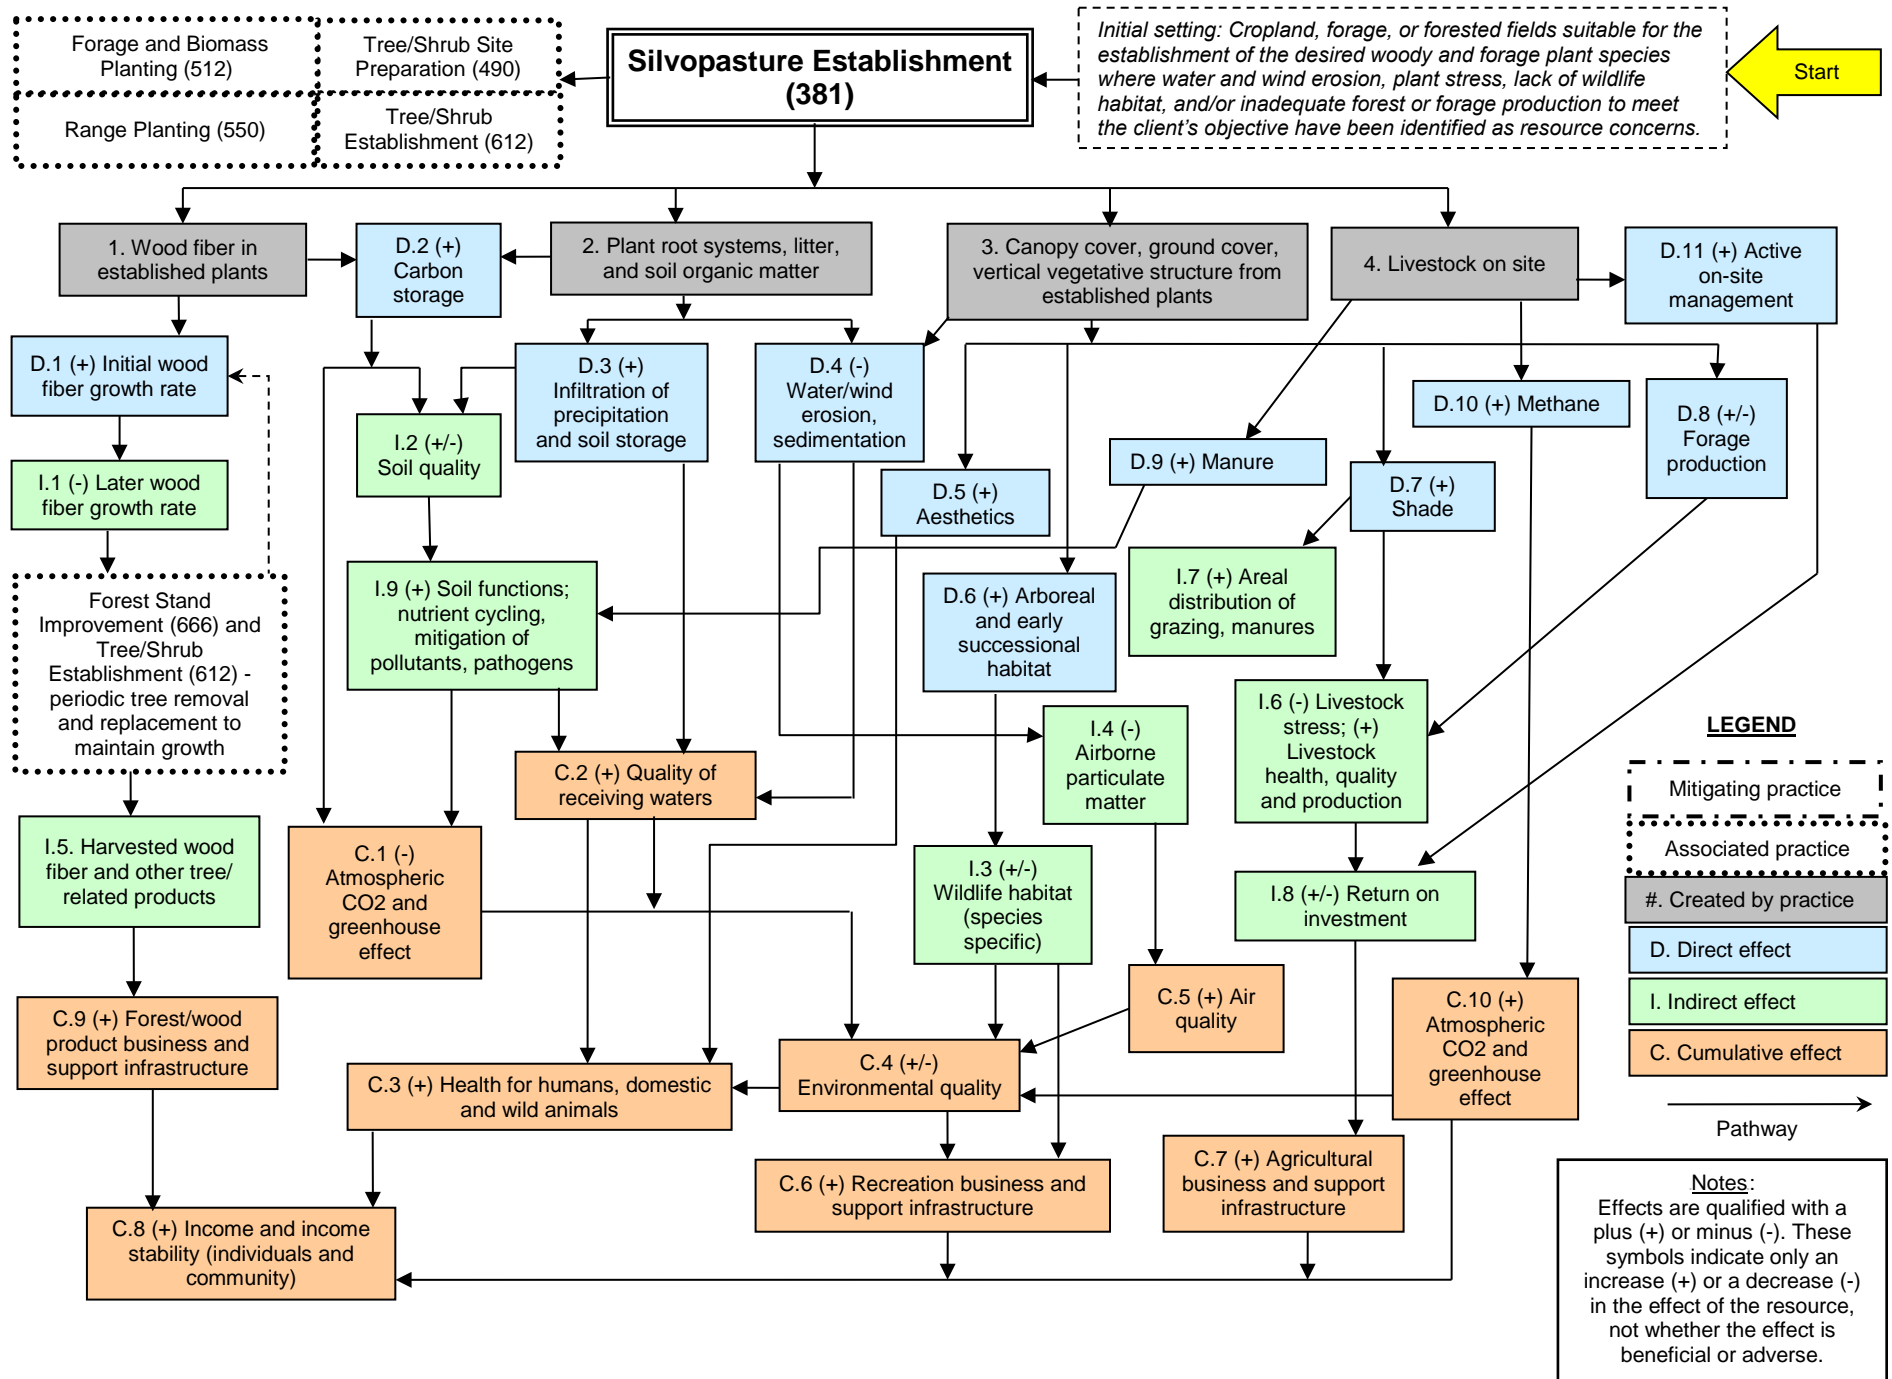 Forage and Biomass
Planting (512)
Tree/Shrub Site
Preparation (490)
Range Planting (550)
Tree/Shrub
Establishment (612)
Silvopasture Establishment
(381)
Initial setting: Cropland, forage, or forested fields suitable for the
establishment of the desired woody and forage plant species
where water and wind erosion, plant stress, lack of wildlife
habitat, and/or inadequate forest or forage production to meet
the client's objective have been identified as resource concerns.
Start
1. Wood fiber in
established plants
D.2 (+)
Carbon
storage
2. Plant root systems, litter,
and soil organic matter
3. Canopy cover, ground cover,
vertical vegetative structure from
established plants
4. Livestock on site
D.11 (+) Active
on-site
management
D.1 (+) Initial wood
fiber growth rate
D.3 (+)
Infiltration of
precipitation
and soil storage
D.4 (-)
Water/wind
erosion,
sedimentation
D.10 (+) Methane
D.8 (+/-)
Forage
production
I.2 (+/-)
Soil quality
D.9 (+) Manure
D.5 (+)
Aesthetics
D.7 (+)
Shade
I.1 (-) Later wood
fiber growth rate
I.9 (+) Soil functions;
nutrient cycling,
mitigation of
pollutants, pathogens
D.6 (+) Arboreal
and early
successional
habitat
I.7 (+) Areal
distribution of
grazing, manures
Forest Stand
Improvement (666) and
Tree/Shrub
Establishment (612) -
periodic tree removal
and replacement to
maintain growth
I.4 (-)
Airborne
particulate
matter
I.6 (-) Livestock
stress; (+)
Livestock
health, quality
and production
C.2 (+) Quality of
receiving waters
I.5. Harvested wood
fiber and other tree/
related products
C.1 (-)
Atmospheric
CO2 and
greenhouse
effect
I.3 (+/-)
Wildlife habitat
(species
specific)
I.8 (+/-) Return on
investment
C.9 (+) Forest/wood
product business and
support infrastructure
C.5 (+) Air
quality
C.10 (+)
Atmospheric
CO2 and
greenhouse
effect
C.3 (+) Health for humans, domestic
and wild animals
C.4 (+/-)
Environmental quality
C.8 (+) Income and income
stability (individuals and
community)
C.6 (+) Recreation business and
support infrastructure
C.7 (+) Agricultural
business and support
infrastructure
LEGEND
Mitigating practice
Associated practice
#. Created by practice
D. Direct effect
I. Indirect effect
C. Cumulative effect
Pathway
Notes:
Effects are qualified with a
plus (+) or minus (-). These
symbols indicate only an
increase (+) or a decrease (-)
in the effect of the resource,
not whether the effect is
beneficial or adverse.